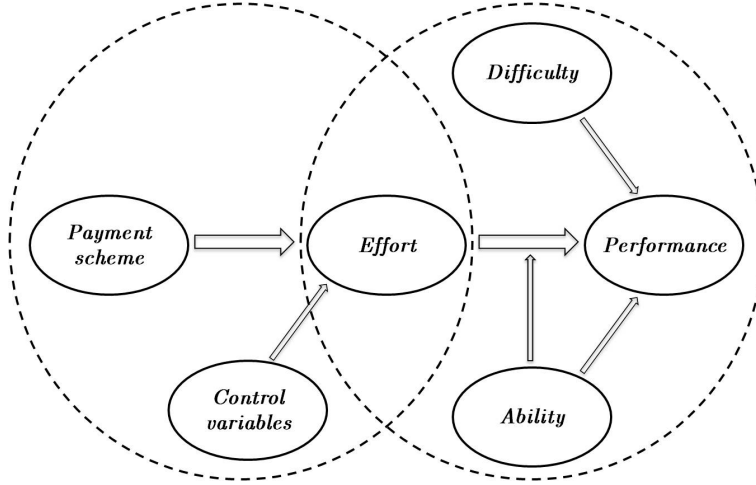 Difficulty
Payment
scheme
Effort
Performance
Control
variables
Ability